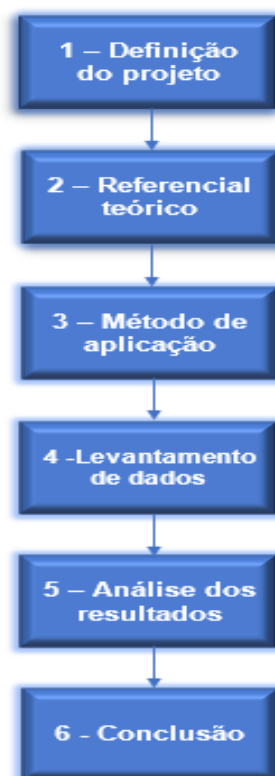 1 – Definição
do projeto
2 – Referencial
teórico
3 – Método de
aplicação
4 -Levantamento
de dados
5 – Análise dos
resultados
6 - Conclusão